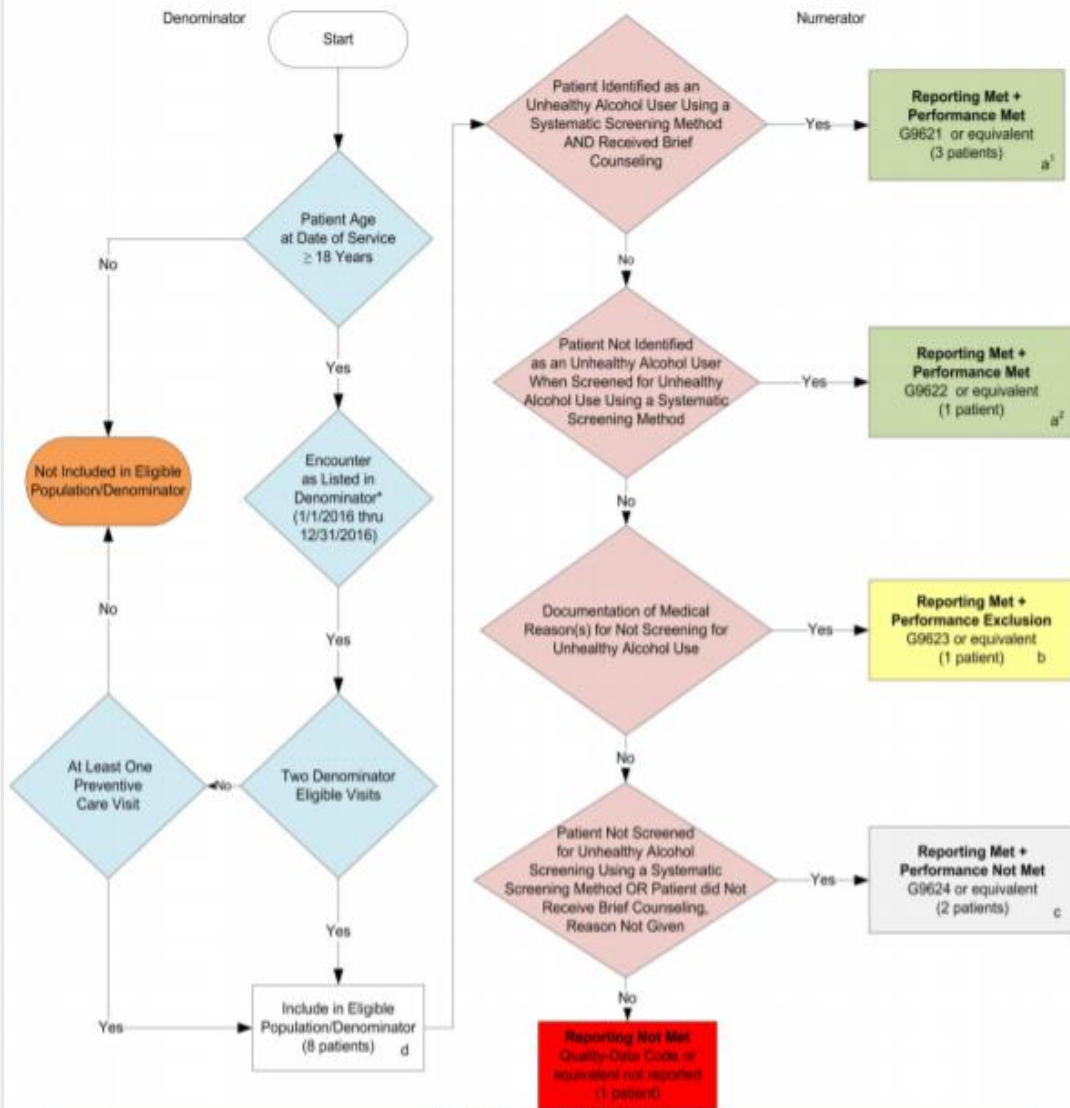 Denominator
Start
Patient Age
at Date of Service
≥ 18 Years
No
Yes
Not Included in Eligible
Population/Denominator
Encounter
as Listed in
Denominator*
(1/1/2016 thru
12/31/2016)
No
Yes
At Least One
Preventive
Care Visit
No
Two Denominator
Eligible Visits
Yes
Yes
Include in Eligible
Population/Denominator
(8 patients) d
Numerator
Patient Identified as an
Unhealthy Alcohol User Using a
Systematic Screening Method
AND Received Brief
Counseling
Yes
Reporting Met +
Performance Met
G9621 or equivalent
(3 patients)
a¹
No
Patient Not Identified
as an Unhealthy Alcohol User
When Screened for Unhealthy
Alcohol Use Using a Systematic
Screening Method
Yes
Reporting Met +
Performance Met
G9622 or equivalent
(1 patient)
a²
No
Documentation of Medical
Reason(s) for Not Screening for
Unhealthy Alcohol Use
Yes
Reporting Met +
Performance Exclusion
G9623 or equivalent
(1 patient) b
No
Patient Not Screened
for Unhealthy Alcohol
Screening Using a Systematic
Screening Method OR Patient did Not
Receive Brief Counseling,
Reason Not Given
Yes
Reporting Met +
Performance Not Met
G9624 or equivalent
(2 patients) c
No
Reporting Not Met
Quality-Data Code or
equivalent not reported
(1 patient)